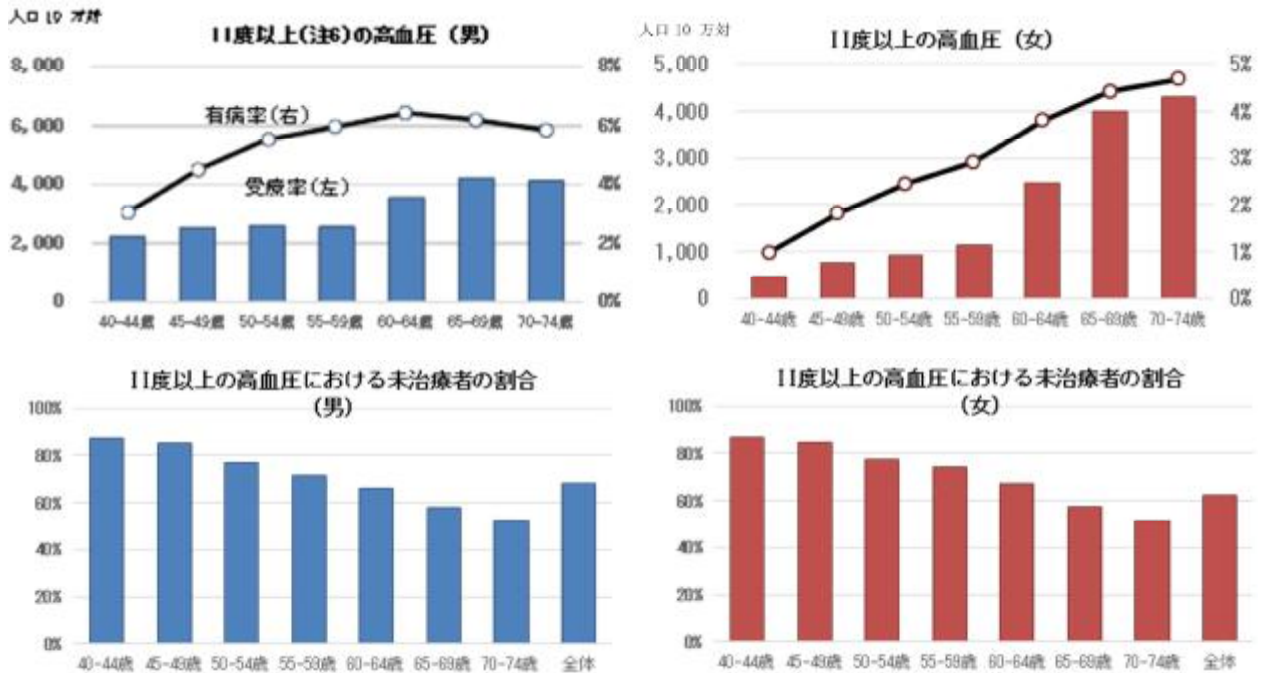 人口 10 万対
II度以上(注6)の高血圧(男)
8,000
6,000
4,000
2,000
0
8%
6%
4%
2%
0%
有病率(右)
受療率(左)
40-44歳 45-49歳 50-54歳 55-59歳 60-64歳 65-69歳 70-74歳
人口 10 万対
II度以上の高血圧(女)
5,000
4,000
3,000
2,000
1,000
0
5%
4%
3%
2%
1%
0%
40-44歳 45-49歳 50-54歳 55-59歳 60-64歳 65-69歳 70-74歳
II度以上の高血圧における未治療者の割合
(男)
100%
80%
60%
40%
20%
0%
40-44歳 45-49歳 50-54歳 55-59歳 60-64歳 65-69歳 70-74歳 全体
II度以上の高血圧における未治療者の割合
(女)
100%
80%
60%
40%
20%
0%
40-44歳 45-49歳 50-54歳 55-59歳 60-64歳 65-69歳 70-74歳 全体